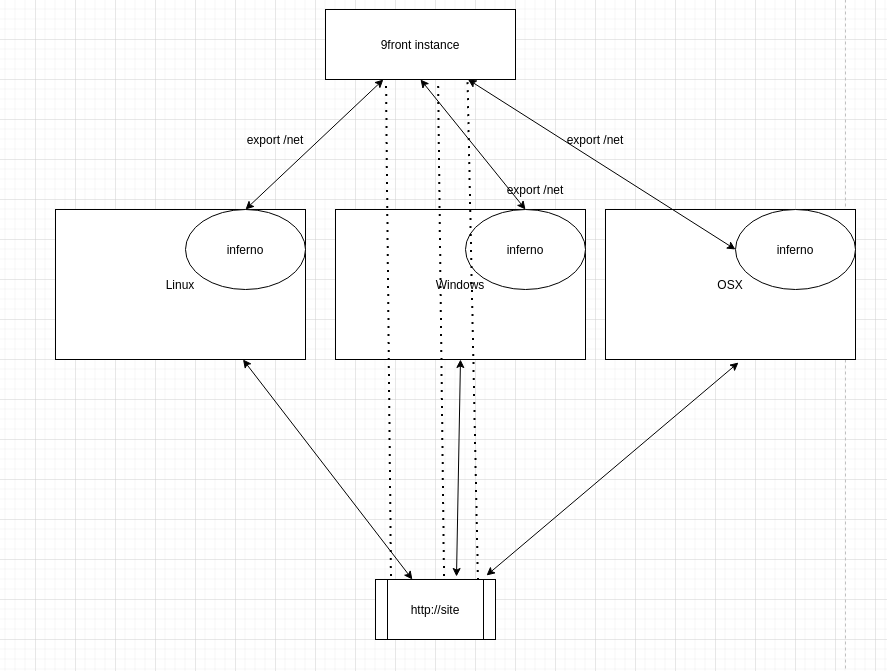 9front instance
export /net
export /net
export /net
inferno
inferno
inferno
Linux
Windows
OSX
http://site